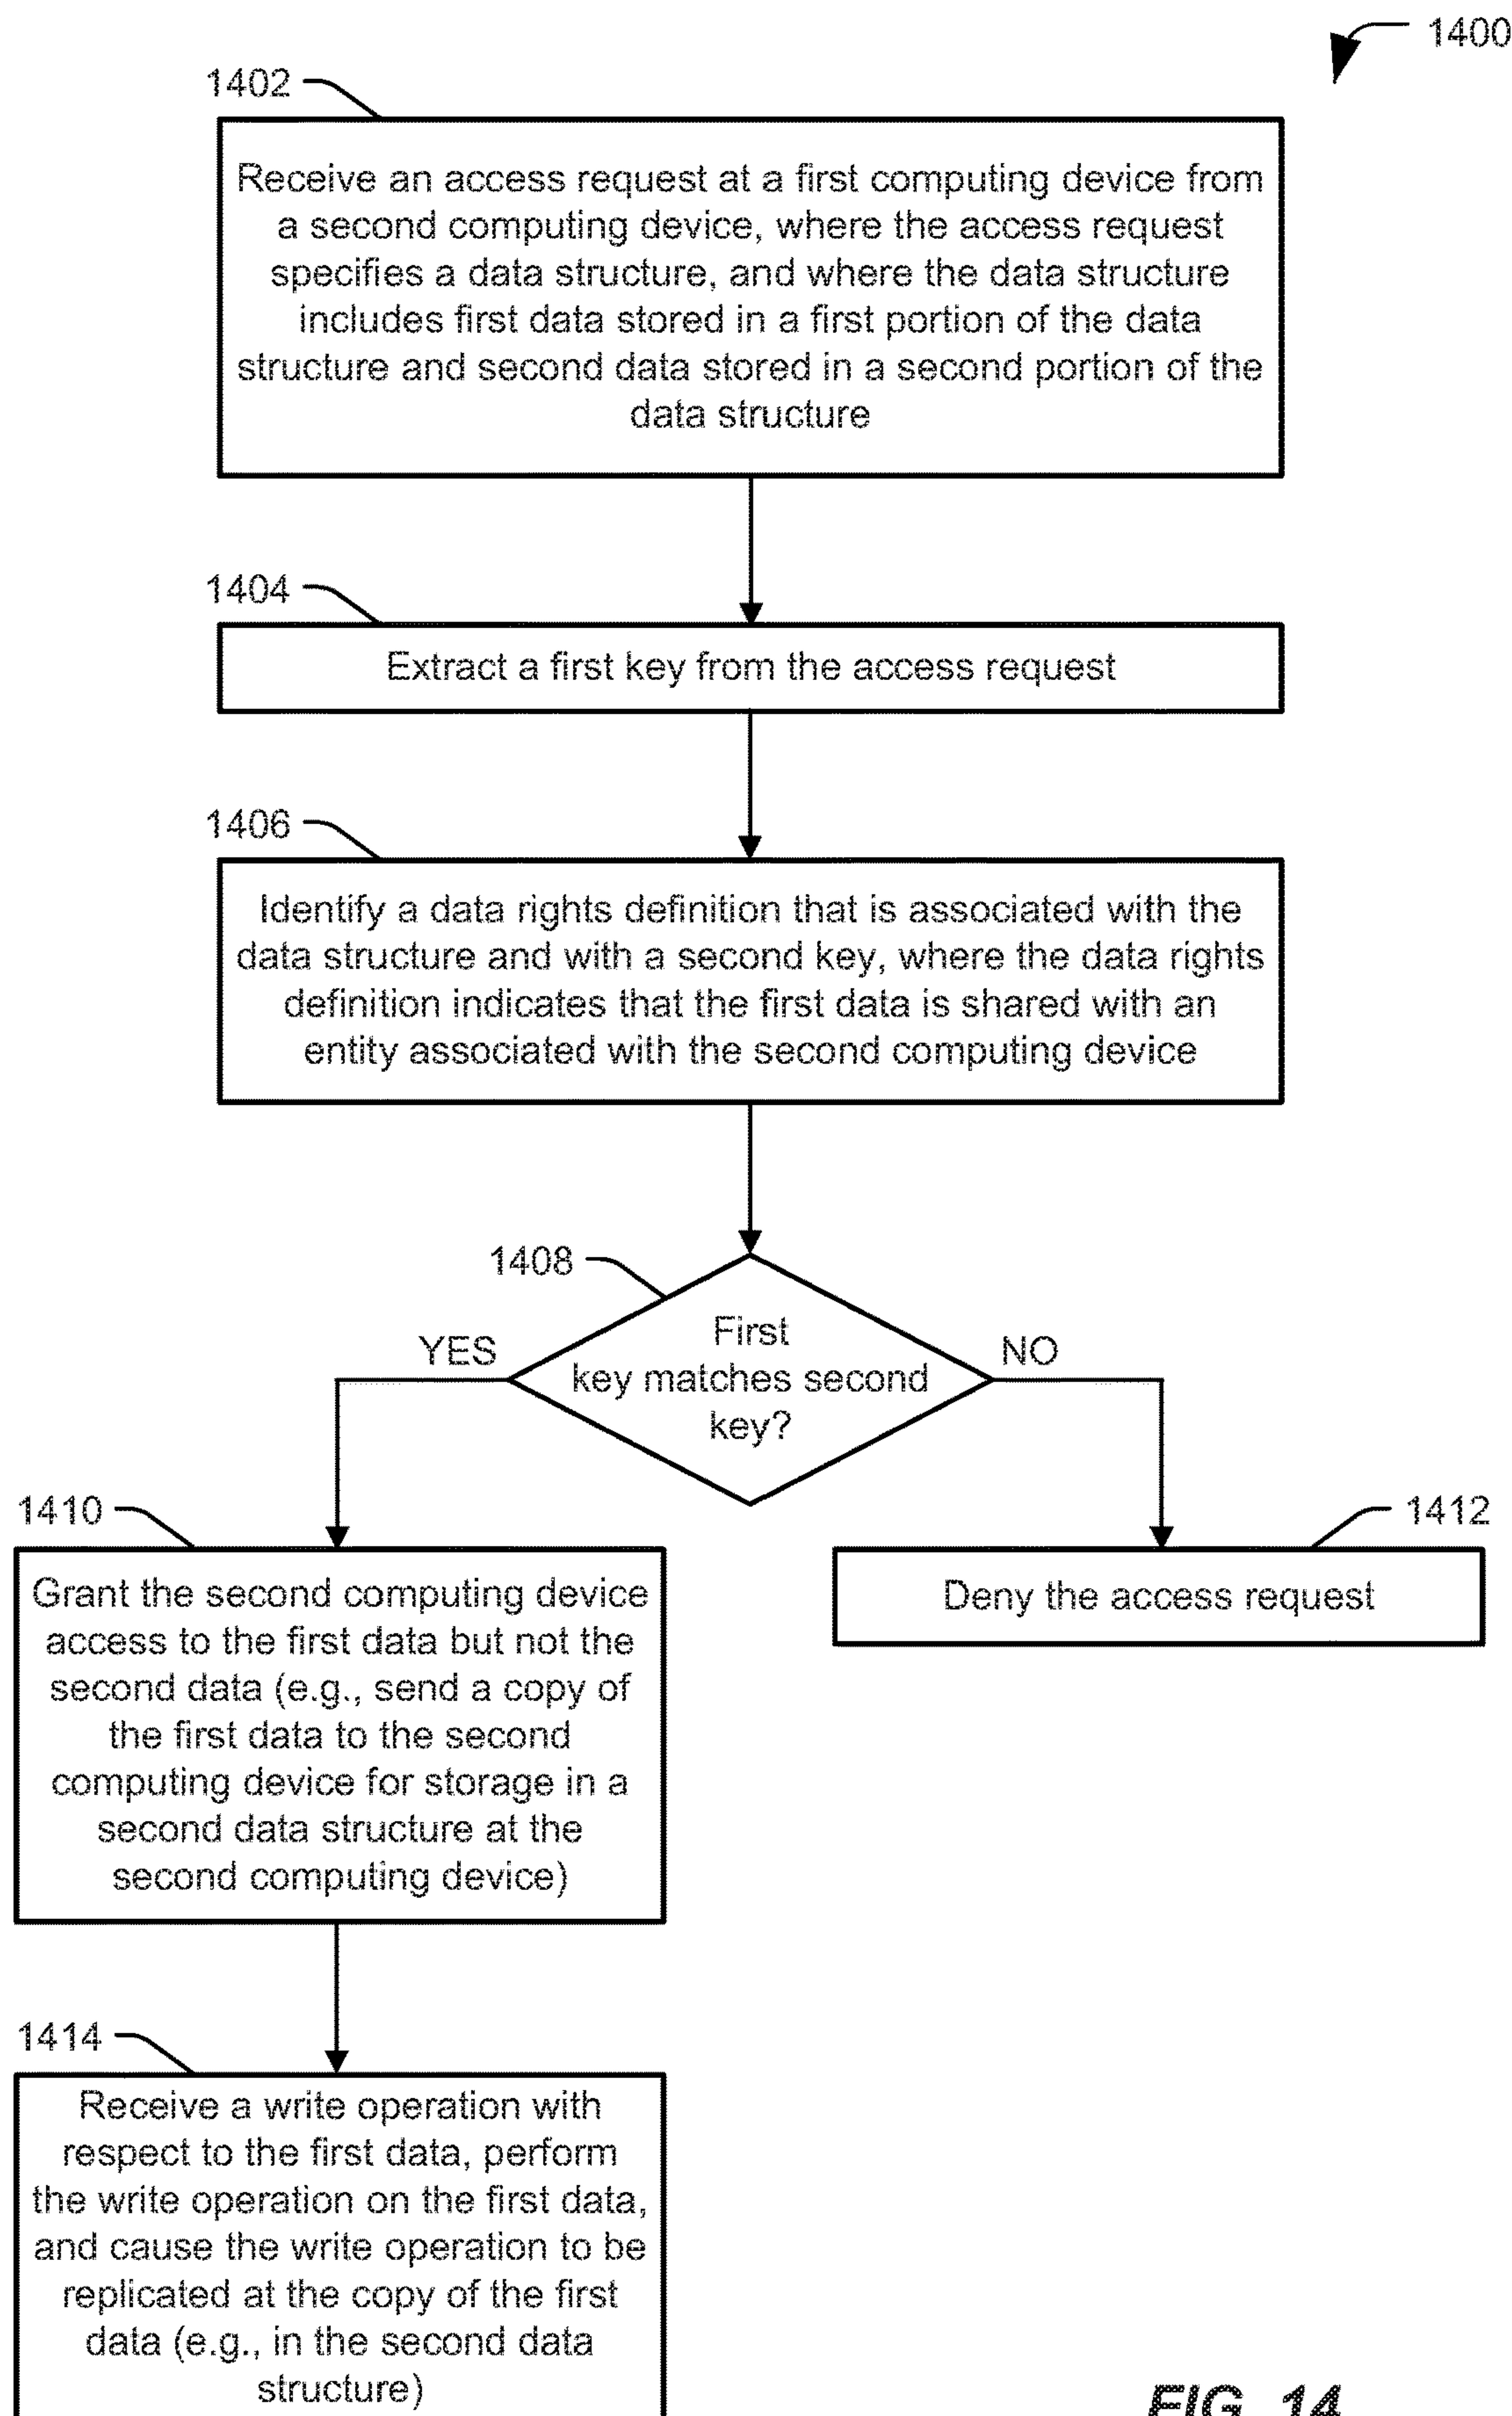 1400
1402
Receive an access request at a first computing device from
a second computing device, where the access request
specifies a data structure, and where the data structure
includes first data stored in a first portion of the data
structure and second data stored in a second portion of the
data structure
1404
Extract a first key from the access request
1406
Identify a data rights definition that is associated with the
data structure and with a second key, where the data rights
definition indicates that the first data is shared with an
entity associated with the second computing device
1408
First
key matches second
key?
YES
NO
1410
Grant the second computing device
access to the first data but not the
second data (e.g., send a copy of
the first data to the second
computing device for storage in a
second data structure at the
second computing device)
1412
Deny the access request
1414
Receive a write operation with
respect to the first data, perform
the write operation on the first data,
and cause the write operation to be
replicated at the copy of the first
data (e.g., in the second data
structure)
FIG. 14